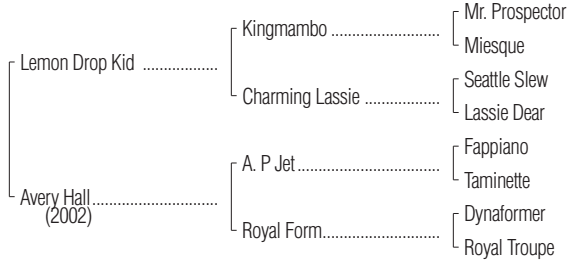 Mr. Prospector
Kingmambo ......................
Miesque
Lemon Drop Kid ...............
Seattle Slew
Charming Lassie ...............
Lassie Dear
Fappiano
A. P Jet .............................
Taminette
Avery Hall .........................
(2002)
Dynaformer
Royal Form ........................
Royal Troupe